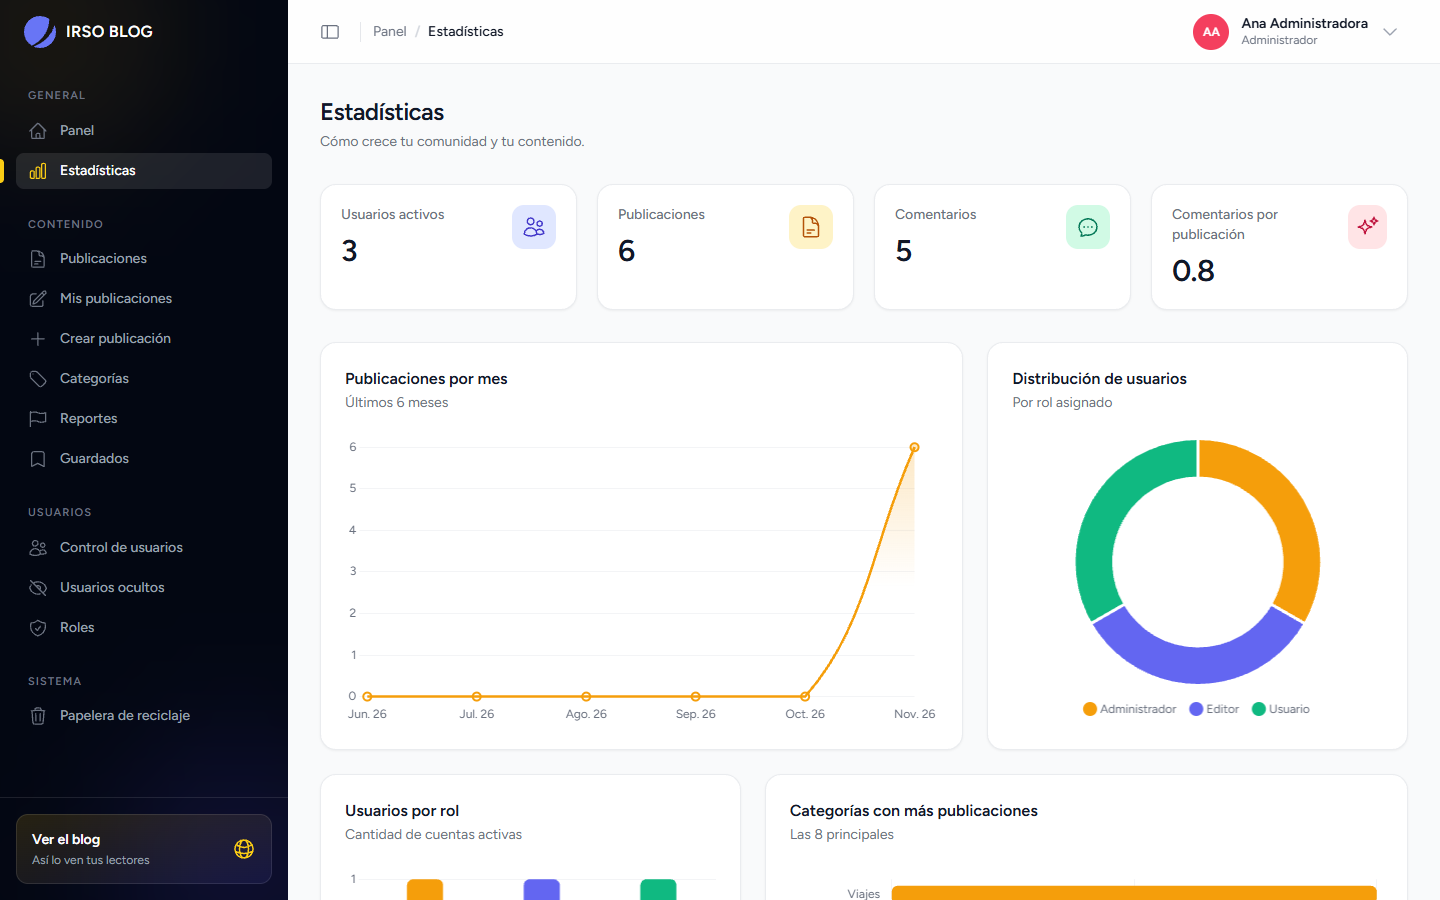 IRSO BLOG
GENERAL
Panel
Estadísticas
CONTENIDO
Publicaciones
Mis publicaciones
Crear publicación
Categorías
Reportes
Guardados
USUARIOS
Control de usuarios
Usuarios ocultos
Roles
SISTEMA
Papelera de reciclaje
Ver el blog
Así lo ven tus lectores
Panel / Estadísticas
AA
Ana Administradora
Administrador
Estadísticas
Cómo crece tu comunidad y tu contenido.
Usuarios activos
3
Publicaciones
6
Comentarios
5
Comentarios por
publicación
0.8
Publicaciones por mes
Últimos 6 meses
6
5
4
3
2
1
0
Jun. 26 Jul. 26 Ago. 26 Sep. 26 Oct. 26 Nov. 26
Distribución de usuarios
Por rol asignado
Administrador Editor Usuario
Usuarios por rol
Cantidad de cuentas activas
1
Categorías con más publicaciones
Las 8 principales
Viajes